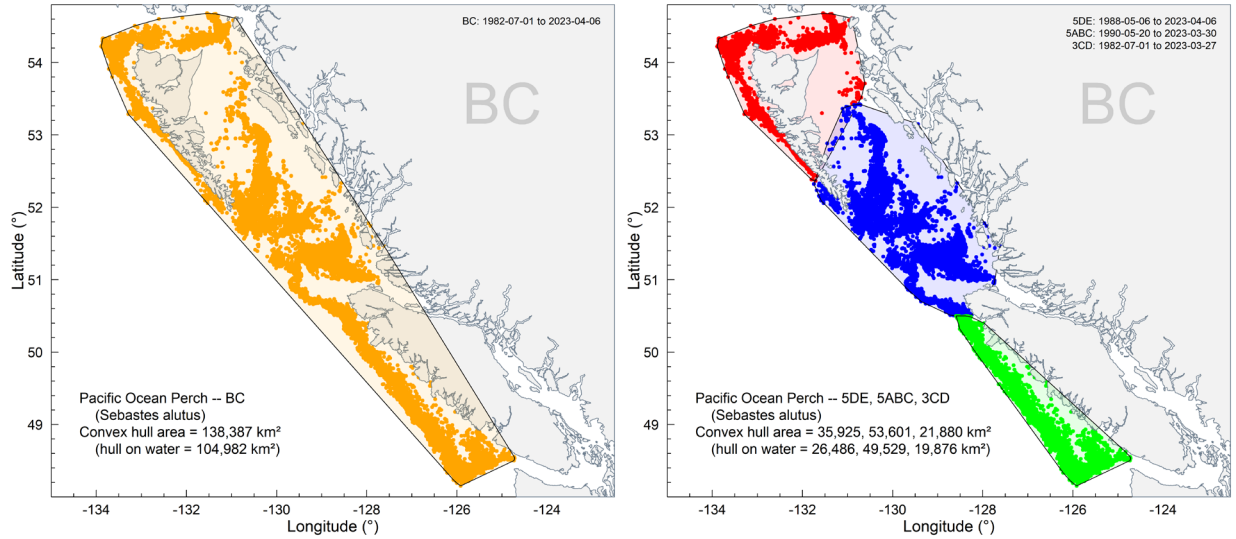 BC: 1982-07-01 to 2023-04-06
BC
54
53
52
51
50
49
Latitude (°)
Pacific Ocean Perch -- BC
(Sebastes alutus)
Convex hull area = 138,387 km²
(hull on water = 104,982 km²)
-134
-132
-130
-128
-126
-124
Longitude (°)
5DE: 1988-05-06 to 2023-04-06
5ABC: 1990-05-20 to 2023-03-30
3CD: 1982-07-01 to 2023-03-27
BC
54
53
52
51
50
49
Latitude (°)
Pacific Ocean Perch -- 5DE, 5ABC, 3CD
(Sebastes alutus)
Convex hull area = 35,925, 53,601, 21,880 km²
(hull on water = 26,486, 49,529, 19,876 km²)
-134
-132
-130
-128
-126
-124
Longitude (°)